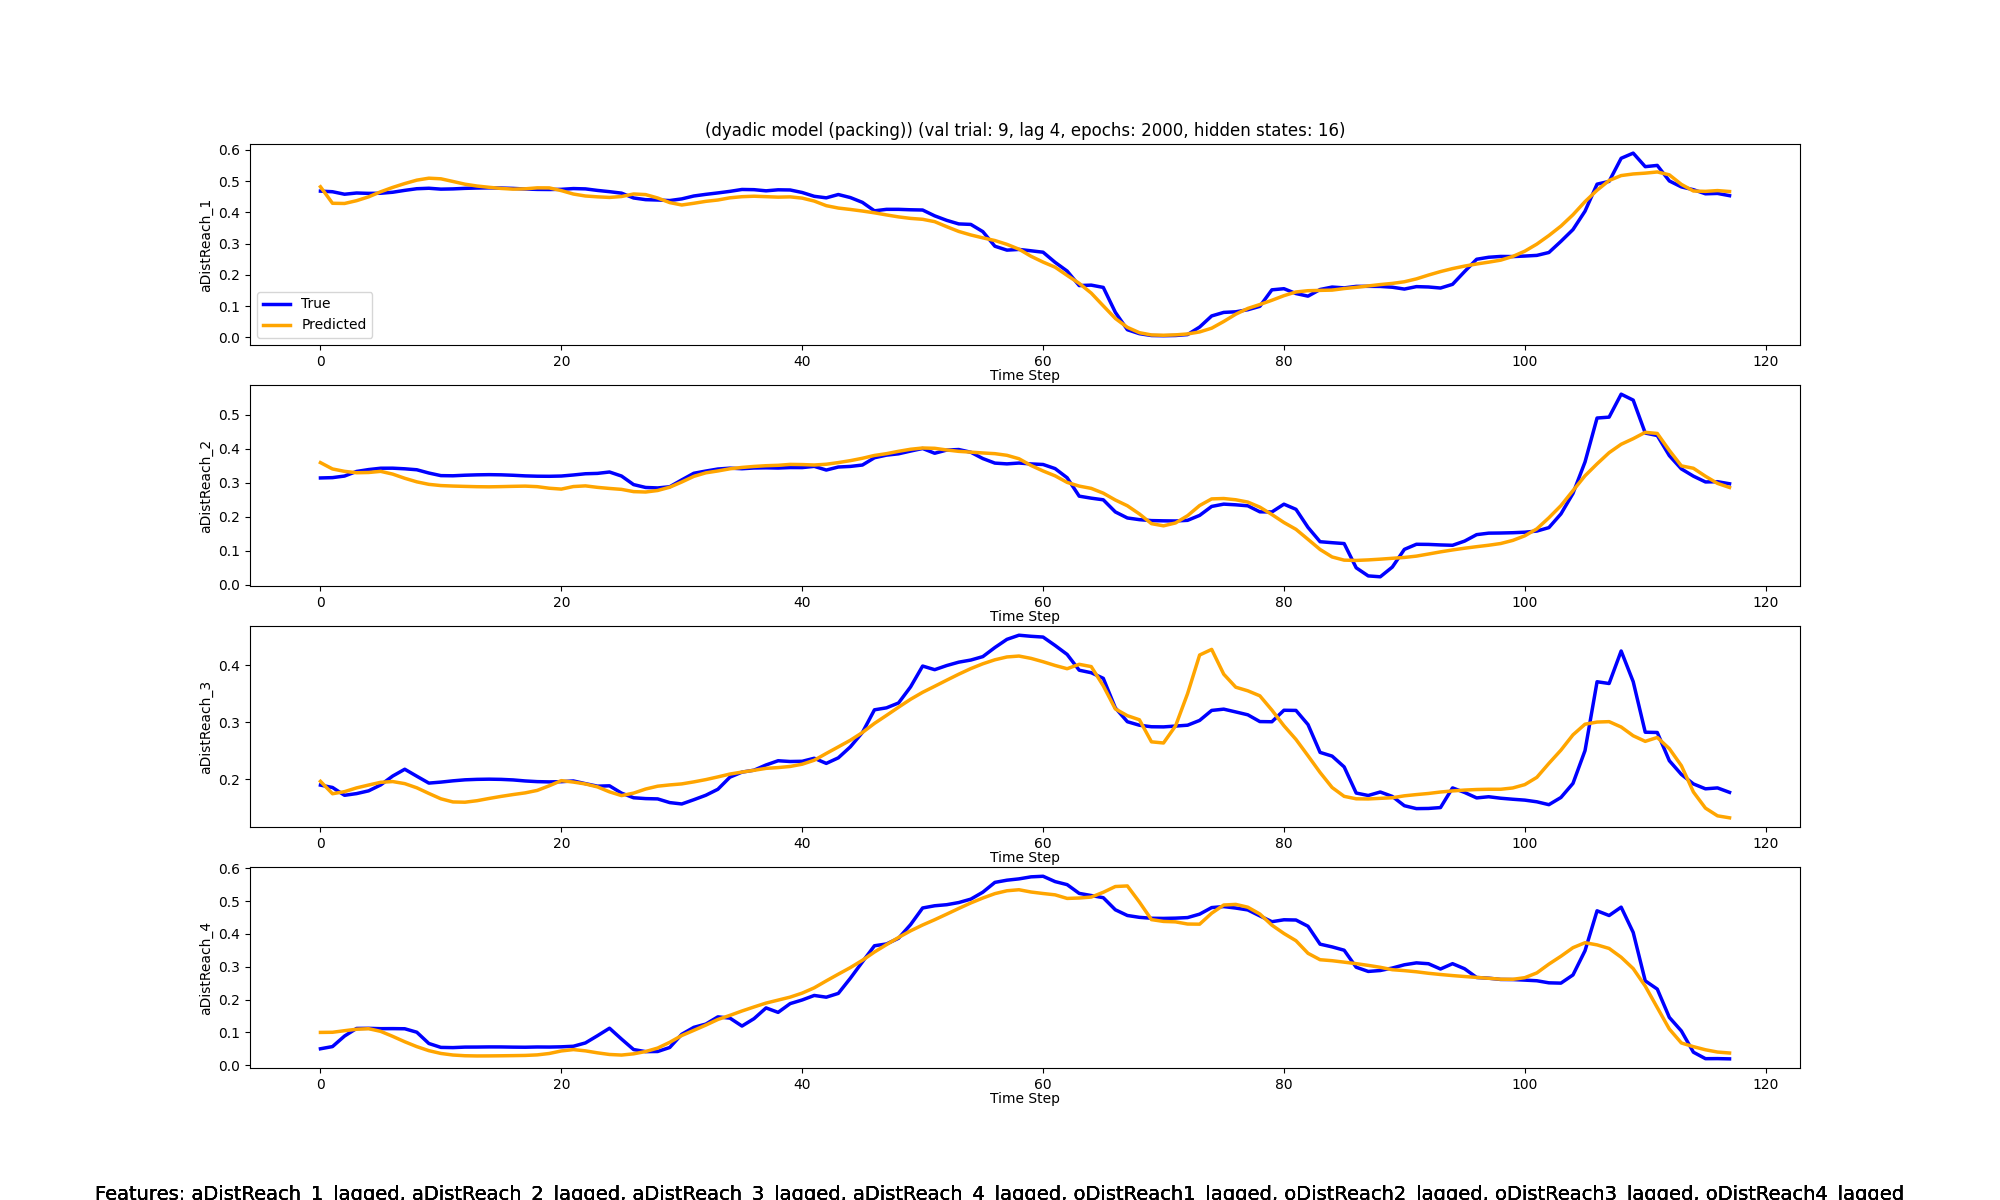 (dyadic model (packing)) (val trial: 9, lag 4, epochs: 2000, hidden states: 16)
aDistReach_1
0.6
0.5
0.4
0.3
0.2
0.1
0.0
True
Predicted
0 20 40 60 80 100 120
Time Step
aDistReach_2
0.5
0.4
0.3
0.2
0.1
0.0
0 20 40 60 80 100 120
Time Step
aDistReach_3
0.4
0.3
0.2
0 20 40 60 80 100 120
Time Step
aDistReach_4
0.6
0.5
0.4
0.3
0.2
0.1
0.0
0 20 40 60 80 100 120
Time Step
Features: aDistReach_1_lagged, aDistReach_2_lagged, aDistReach_3_lagged, aDistReach_4_lagged, oDistReach1_lagged, oDistReach2_lagged, oDistReach3_lagged, oDistReach4_lagged